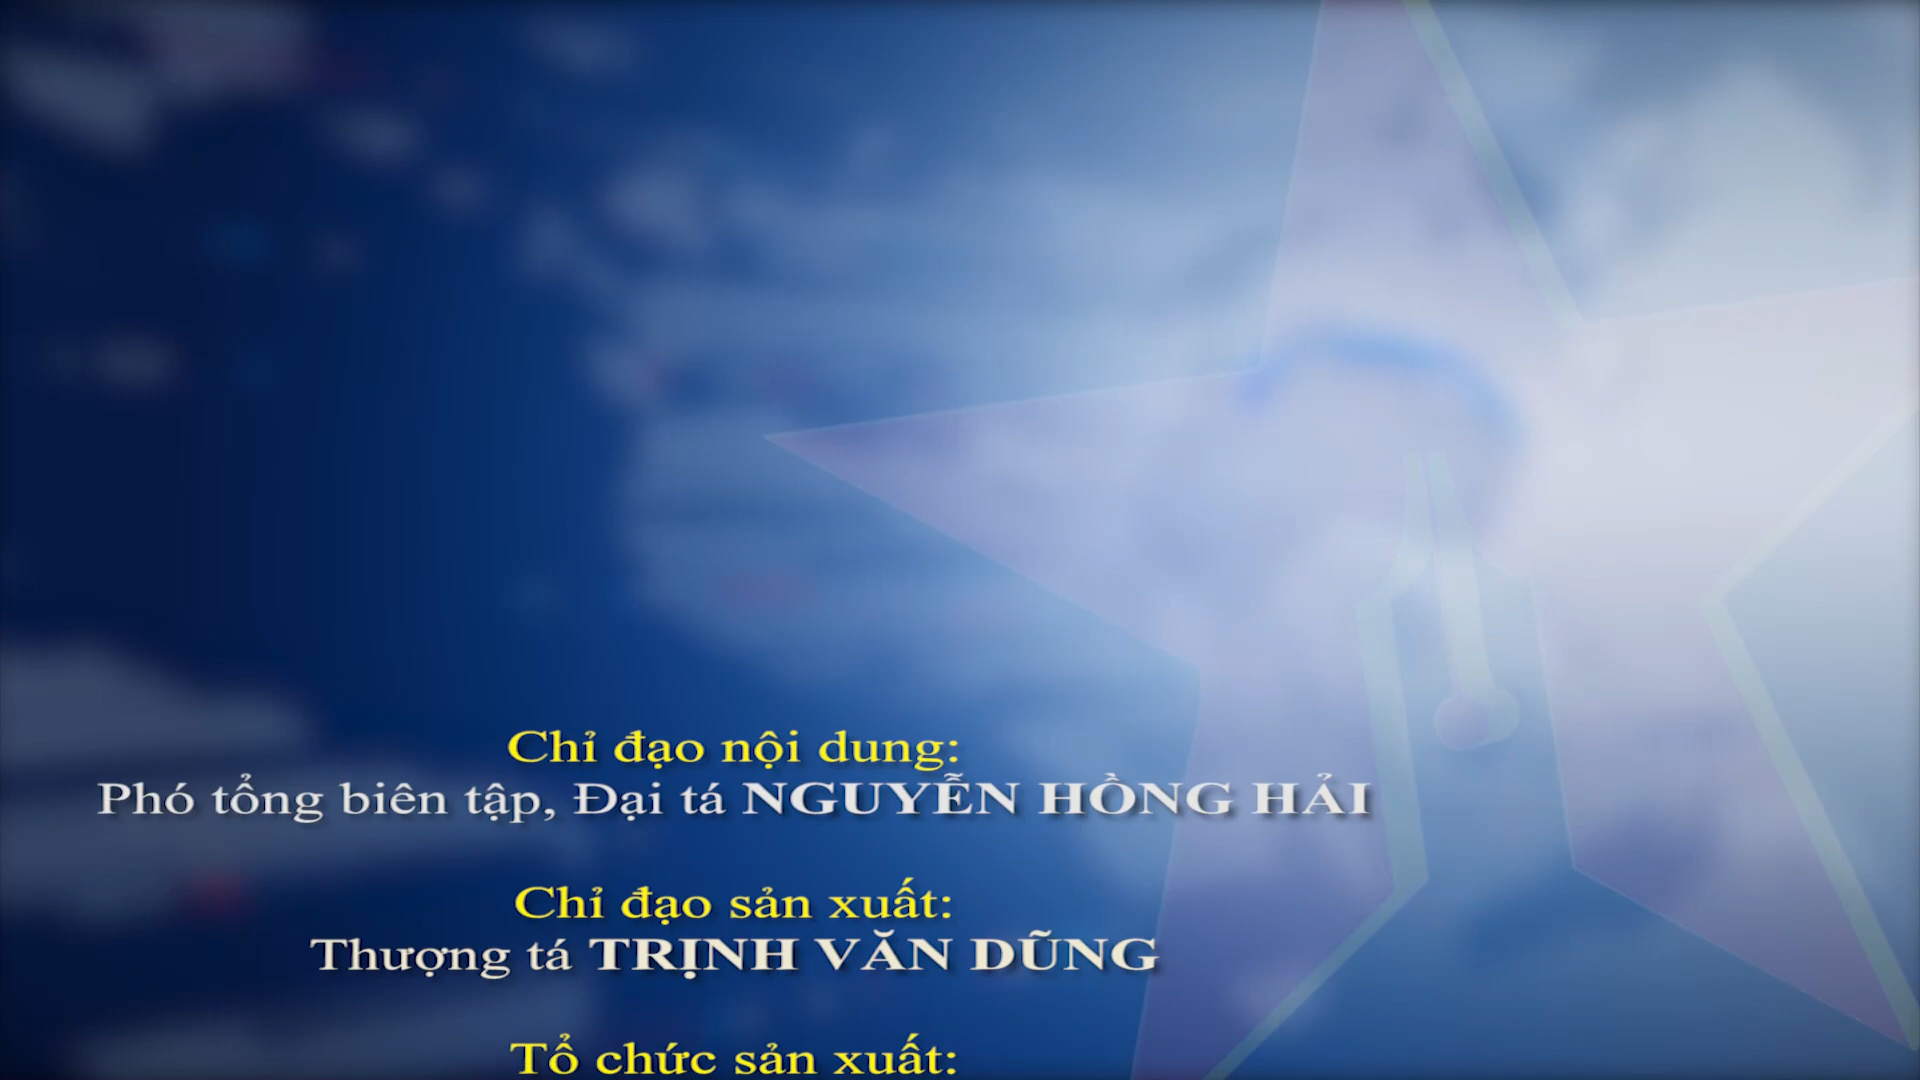 Chỉ đạo nội dung:
Phó tổng biên tập, Đại tá NGUYỄN HỒNG HẢI
Chỉ đạo sản xuất:
Thượng tá TRỊNH VĂN DŨNG
Tổ chức sản xuất: